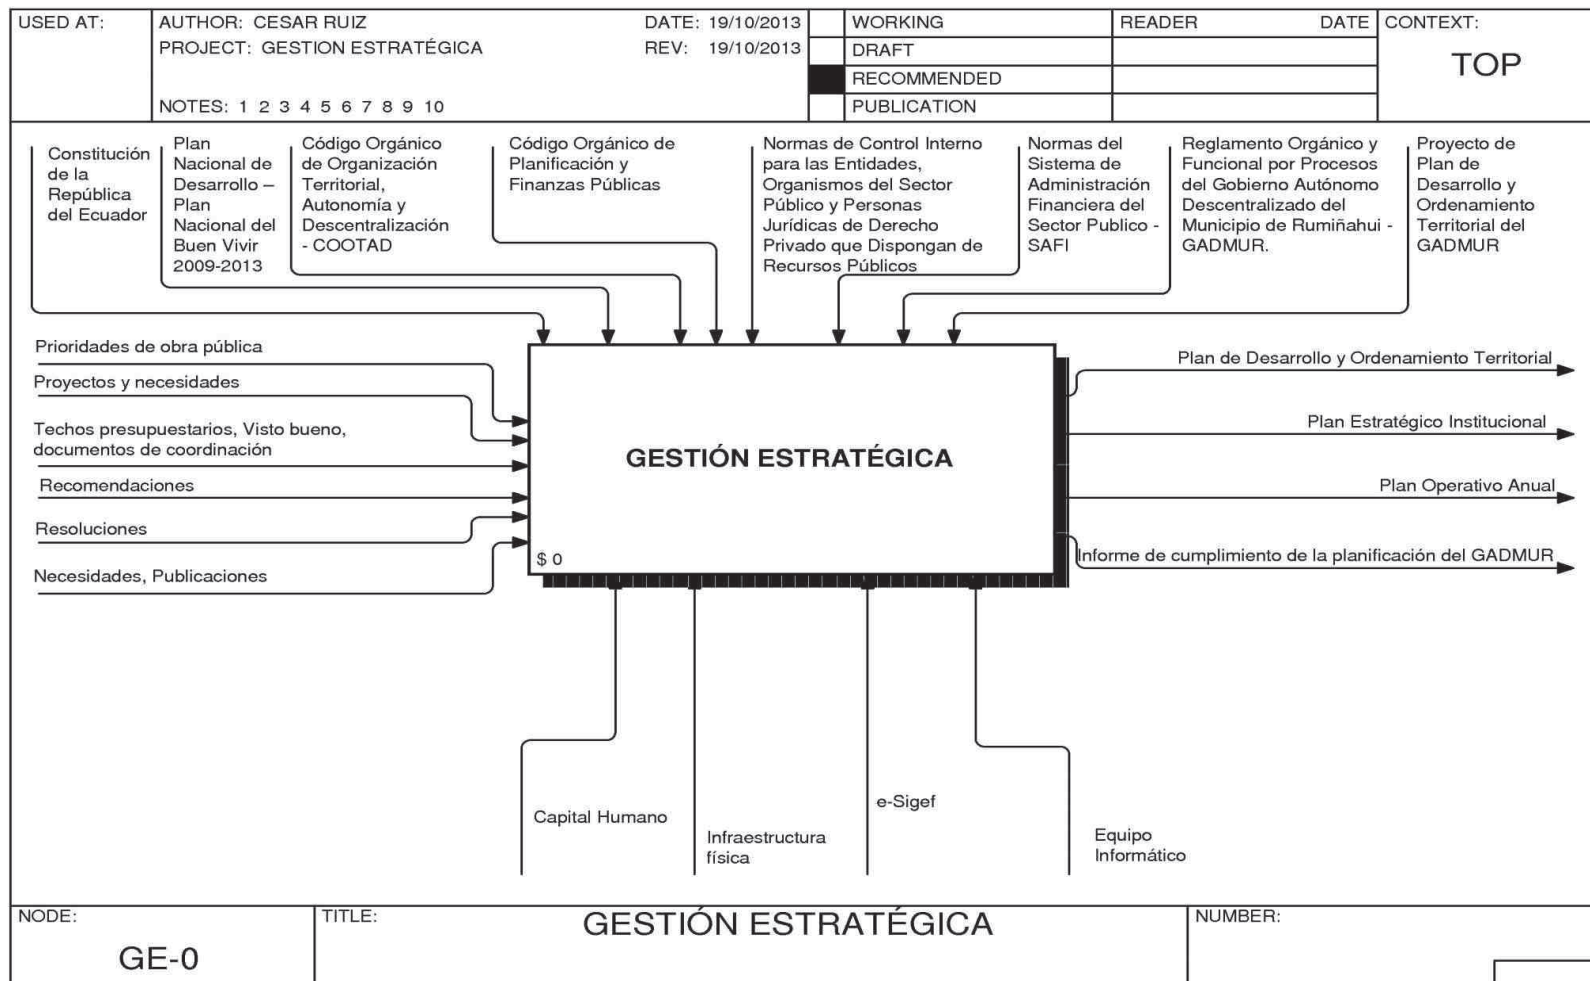 USED AT:
AUTHOR: CESAR RUIZ
DATE: 19/10/2013
PROJECT: GESTION ESTRATÉGICA
REV: 19/10/2013
NOTES: 1 2 3 4 5 6 7 8 9 10
WORKING
DRAFT
RECOMMENDED
PUBLICATION
READER
DATE
CONTEXT:
TOP
Constitución
de la
República
del Ecuador
Plan
Nacional de
Desarrollo –
Plan
Nacional del
Buen Vivir
2009-2013
Código Orgánico
de Organización
Territorial,
Autonomía y
Descentralización
- COOTAD
Código Orgánico de
Planificación y
Finanzas Públicas
Normas de Control Interno
para las Entidades,
Organismos del Sector
Público y Personas
Jurídicas de Derecho
Privado que Dispongan de
Recursos Públicos
Normas del
Sistema de
Administración
Financiera del
Sector Publico -
SAFI
Reglamento Orgánico y
Funcional por Procesos
del Gobierno Autónomo
Descentralizado del
Municipio de Rumiñahui -
GADMUR.
Proyecto de
Plan de
Desarrollo y
Ordenamiento
Territorial del
GADMUR
Prioridades de obra pública
Proyectos y necesidades
Techos presupuestarios, Visto bueno,
documentos de coordinación
Recomendaciones
Resoluciones
Necesidades, Publicaciones
GESTIÓN ESTRATÉGICA
$ 0
Plan de Desarrollo y Ordenamiento Territorial
Plan Estratégico Institucional
Plan Operativo Anual
Informe de cumplimiento de la planificación del GADMUR
Capital Humano
Infraestructura
física
e-Sigef
Equipo
Informático
NODE:
GE-0
TITLE:
GESTIÓN ESTRATÉGICA
NUMBER: